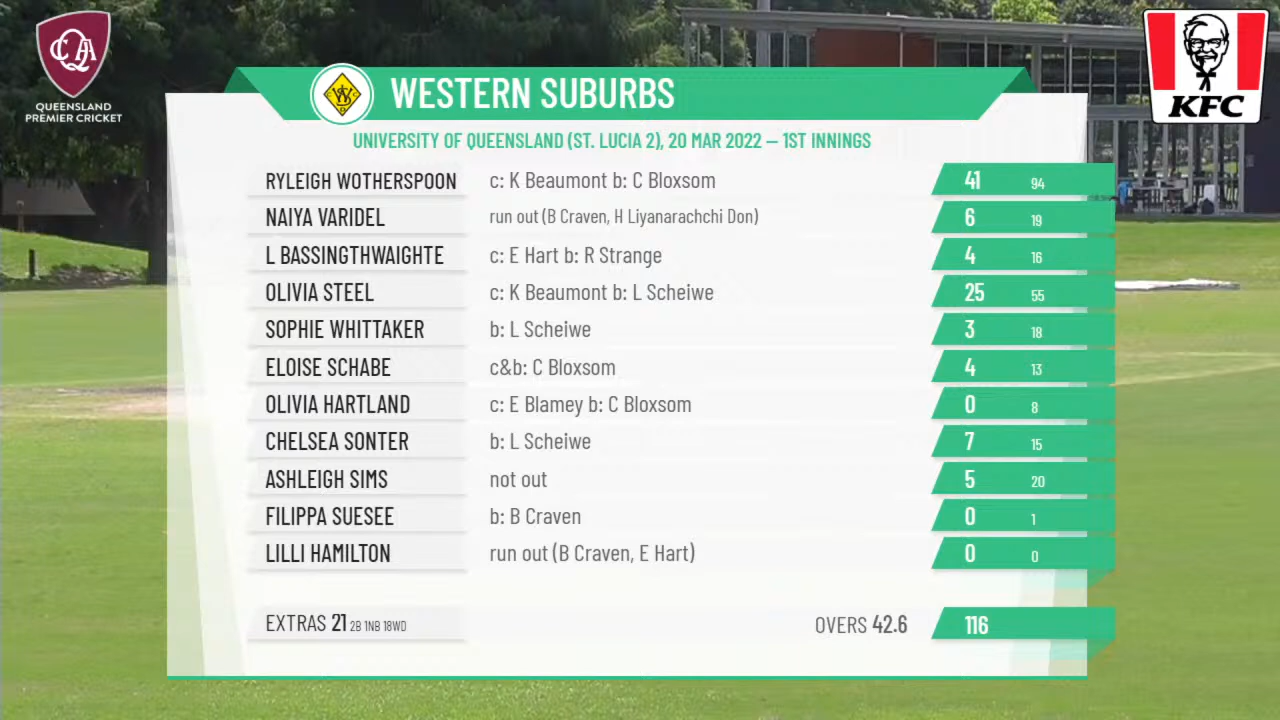 QUEENSLAND
PREMIER CRICKET
KFC
WESTERN SUBURBS
UNIVERSITY OF QUEENSLAND (ST. LUCIA 2), 20 MAR 2022 – 1ST INNINGS
RYLEIGH WOTHERSPOON c: K Beaumont b: C Bloxsom 41 94
NAIYA VARIDEL run out (B Craven, H Liyanarachchi Don) 6 19
L BASSINGTHWAIGHTE c: E Hart b: R Strange 4 16
OLIVIA STEEL c: K Beaumont b: L Scheiwe 25 55
SOPHIE WHITTAKER b: L Scheiwe 3 18
ELOISE SCHABE c&b: C Bloxsom 4 13
OLIVIA HARTLAND c: E Blamey b: C Bloxsom 0 8
CHELSEA SONTER b: L Scheiwe 7 15
ASHLEIGH SIMS not out 5 20
FILIPPA SUESEE b: B Craven 0 1
LILLI HAMILTON run out (B Craven, E Hart) 0 0
EXTRAS 21 2B 1NB 18WD OVERS 42.6 116